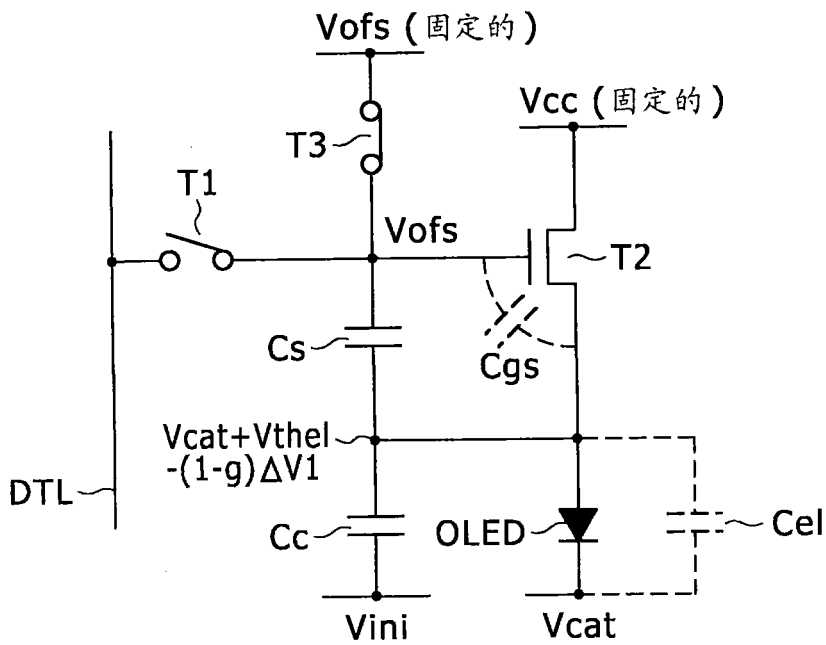 Vofs (固定的)
Vcc (固定的)
T3
T1
Vofs
T2
Cs
Cgs
Vcat+Vthel
-(1-g)ΔV1
DTL
Cc
OLED
Cel
Vini
Vcat